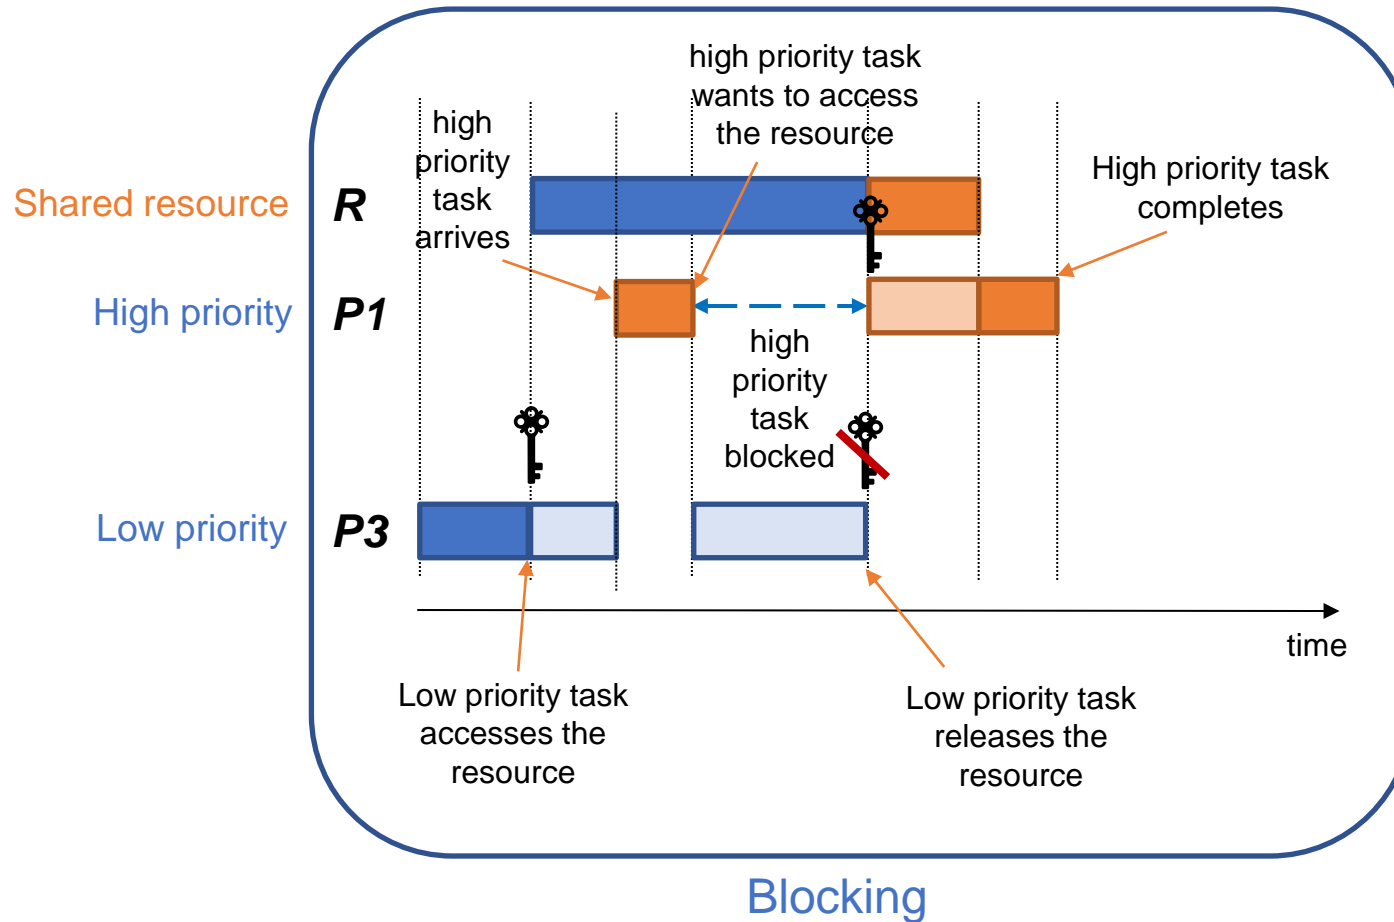 high priority task
wants to access
the resource
high
priority
task
arrives
High priority task
completes
Shared resource
R
High priority
P1
high
priority
task
blocked
Low priority
P3
time
Low priority task
accesses the
resource
Low priority task
releases the
resource
Blocking